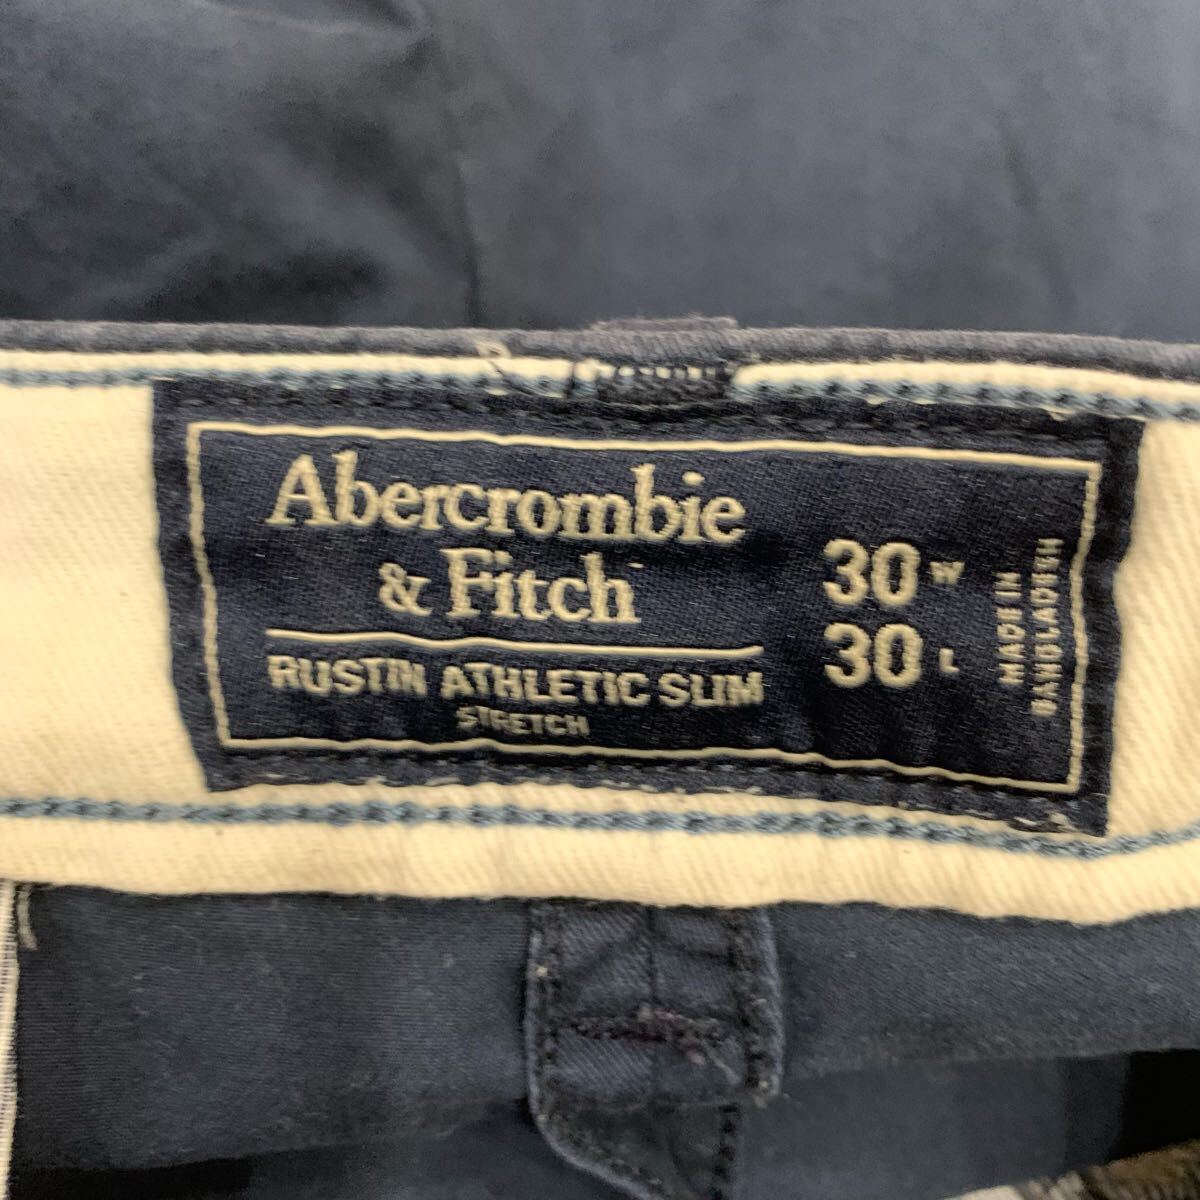 Abercrombie
& Fitch
RUSTIN ATHLETIC SLIM
STRETCH
30 W
30 L
MADE IN
BANGLADESH